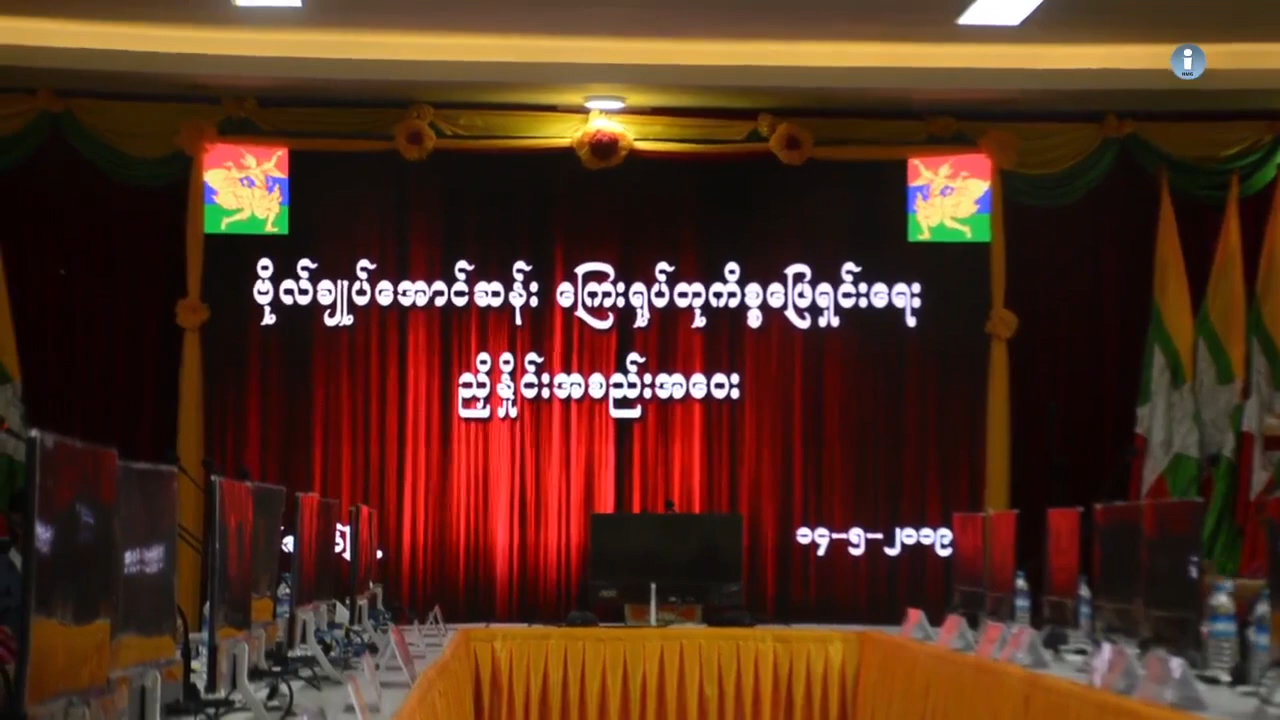 ဗိုလ်ချုပ်အောင်ဆန်း ကြေးရုပ်တုကိစ္စဖြေရှင်းရေး
ညှိနှိုင်းအစည်းအဝေး
၁၄-၅-၂၀၁၉